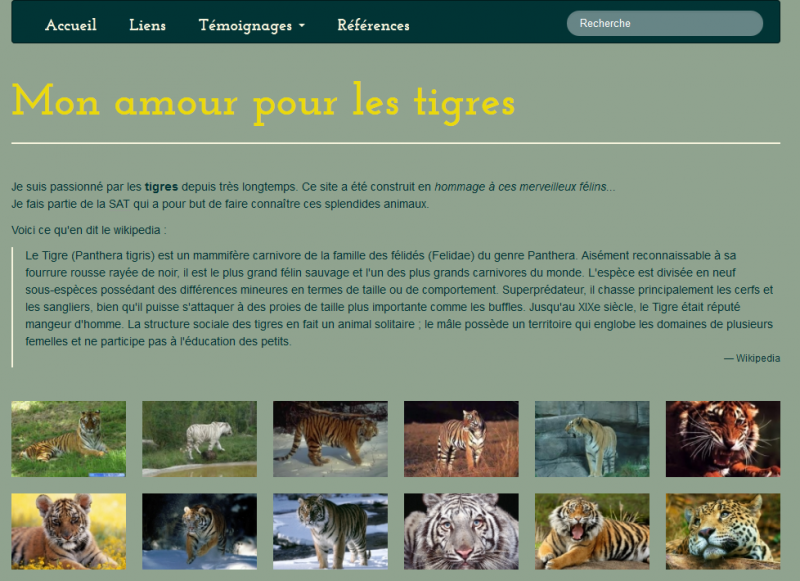 Accueil Liens Témoignages Références Recherche
Mon amour pour les tigres
Je suis passionné par les tigres depuis très longtemps. Ce site a été construit en hommage à ces merveilleux félins...
Je fais partie de la SAT qui a pour but de faire connaître ces splendides animaux.
Voici ce qu'en dit le wikipedia :
Le Tigre (Panthera tigris) est un mammifère carnivore de la famille des félidés (Felidae) du genre Panthera. Aisément reconnaissable à sa
fourrure rousse rayée de noir, il est le plus grand félin sauvage et l'un des plus grands carnivores du monde. L'espèce est divisée en neuf
sous-espèces possédant des différences mineures en termes de taille ou de comportement. Superprédateur, il chasse principalement les cerfs et
les sangliers, bien qu'il puisse s'attaquer à des proies de taille plus importante comme les buffles. Jusqu'au XIXe siècle, le Tigre était réputé
mangeur d'homme. La structure sociale des tigres en fait un animal solitaire ; le mâle possède un territoire qui englobe les domaines de plusieurs
femelles et ne participe pas à l'éducation des petits.
— Wikipedia